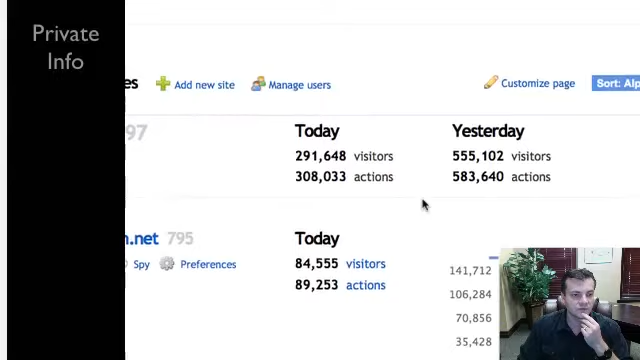 Private
Info
es
Add new site
Manage users
Customize page
Sort: Alp
97
Today
Yesterday
291,648 visitors
555,102 visitors
308,033 actions
583,640 actions
n.net 795
Today
Spy
Preferences
84,555 visitors
89,253 actions
141,712
106,284
70,856
35,428